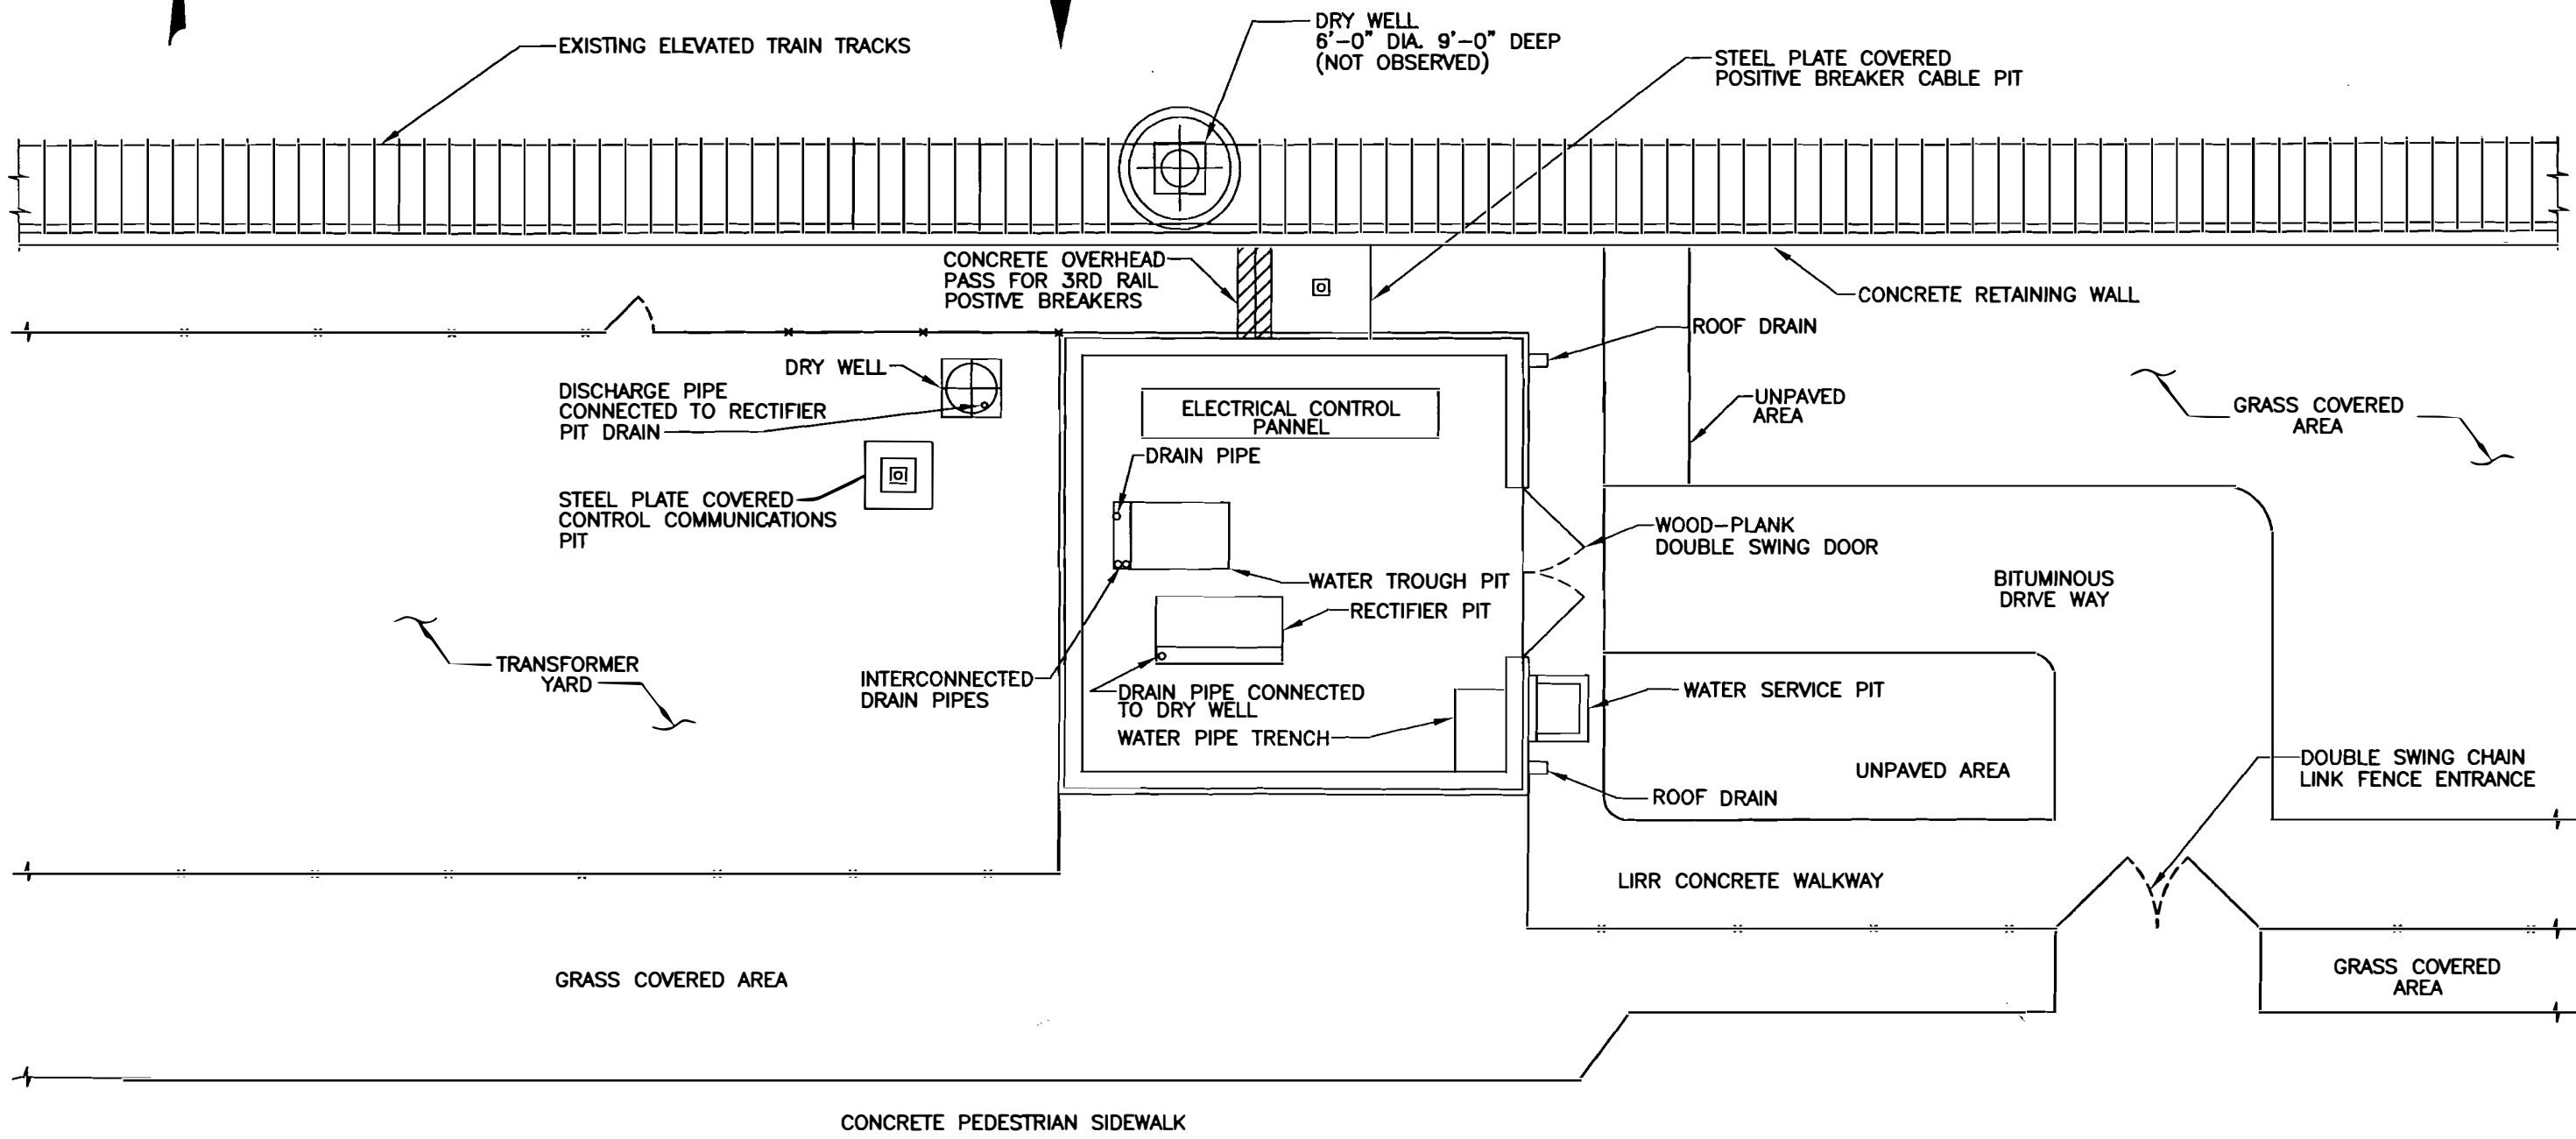 EXISTING ELEVATED TRAIN TRACKS
DRY WELL
6'-0" DIA. 9'-0" DEEP
(NOT OBSERVED)
STEEL PLATE COVERED
POSITIVE BREAKER CABLE PIT
CONCRETE OVERHEAD
PASS FOR 3RD RAIL
POSTIVE BREAKERS
CONCRETE RETAINING WALL
ROOF DRAIN
DRY WELL
DISCHARGE PIPE
CONNECTED TO RECTIFIER
PIT DRAIN
ELECTRICAL CONTROL
PANNEL
UNPAVED
AREA
GRASS COVERED
AREA
DRAIN PIPE
STEEL PLATE COVERED
CONTROL COMMUNICATIONS
PIT
WOOD-PLANK
DOUBLE SWING DOOR
WATER TROUGH PIT
RECTIFIER PIT
BITUMINOUS
DRIVE WAY
TRANSFORMER
YARD
INTERCONNECTED
DRAIN PIPES
DRAIN PIPE CONNECTED
TO DRY WELL
WATER PIPE TRENCH
WATER SERVICE PIT
UNPAVED AREA
ROOF DRAIN
DOUBLE SWING CHAIN
LINK FENCE ENTRANCE
LIRR CONCRETE WALKWAY
GRASS COVERED AREA
GRASS COVERED
AREA
CONCRETE PEDESTRIAN SIDEWALK